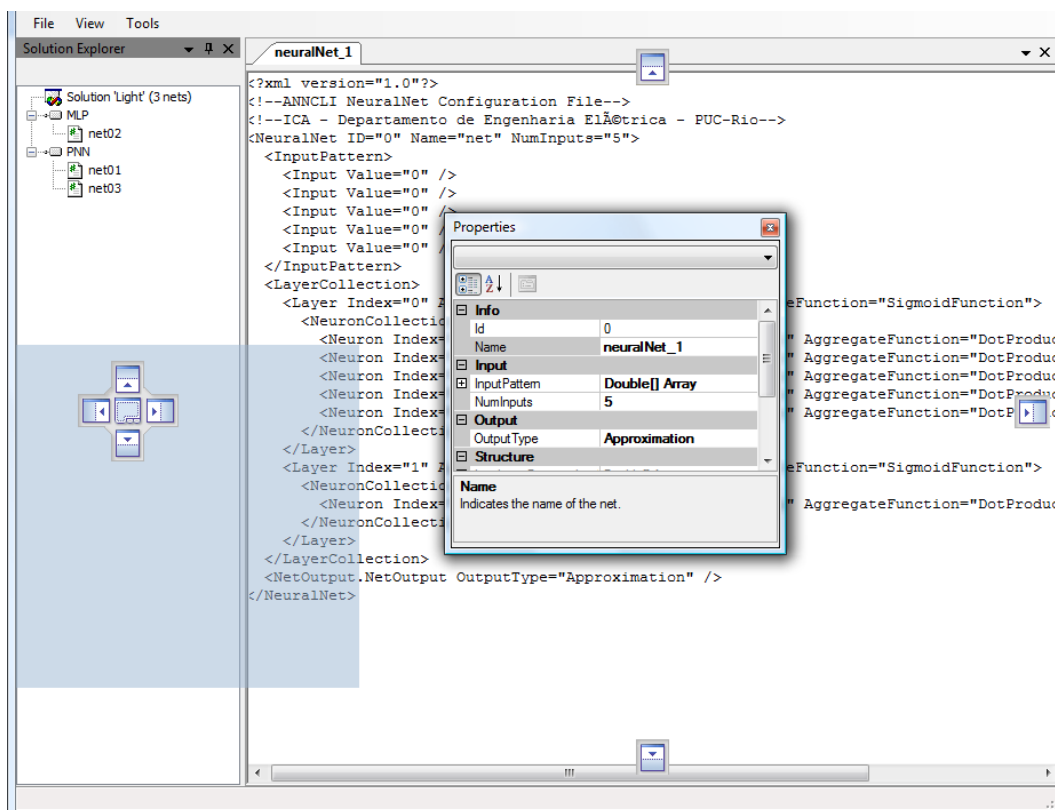 File View Tools
Solution Explorer
Solution 'Light' (3 nets)
MLP
net02
PNN
net01
net03
neuralNet_1
<?xml version="1.0"?>
<!--ANNCLI NeuralNet Configuration File-->
<!--ICA - Departamento de Engenharia ElÃ©trica - PUC-Rio-->
<NeuralNet ID="0" Name="net" NumInputs="5">
<InputPattern>
<Input Value="0" />
<Input Value="0" />
<Input Value="0" />
<Input Value="0" /
<Input Value="0" /
</InputPattern>
<LayerCollection>
<Layer Index="0" eFunction="SigmoidFunction">
<NeuronCollectio
<Neuron Index= " AggregateFunction="DotProduc
<Neuron Index= " AggregateFunction="DotProduc
<Neuron Index= " AggregateFunction="DotProduc
<Neuron Index= " AggregateFunction="DotProduc
<Neuron Index= " AggregateFunction="DotP
</NeuronCollecti
</Layer>
<Layer Index="1" eFunction="SigmoidFunction">
<NeuronCollectio
<Neuron Index= " AggregateFunction="DotProduc
</NeuronCollecti
</Layer>
</LayerCollection>
<NetOutput.NetOutput OutputType="Approximation" />
</NeuralNet>
Properties
Info
Id 0
Name neuralNet_1
Input
InputPattern Double[] Array
NumInputs 5
Output
OutputType Approximation
Structure
Name
Indicates the name of the net.